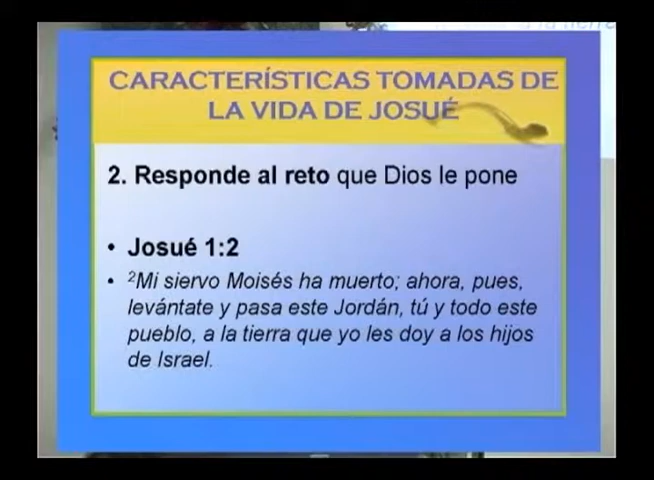 CARACTERÍSTICAS TOMADAS DE
LA VIDA DE JOSUÉ
2. Responde al reto que Dios le pone
• Josué 1:2
• ²Mi siervo Moisés ha muerto; ahora, pues,
levántate y pasa este Jordán, tú y todo este
pueblo, a la tierra que yo les doy a los hijos
de Israel.